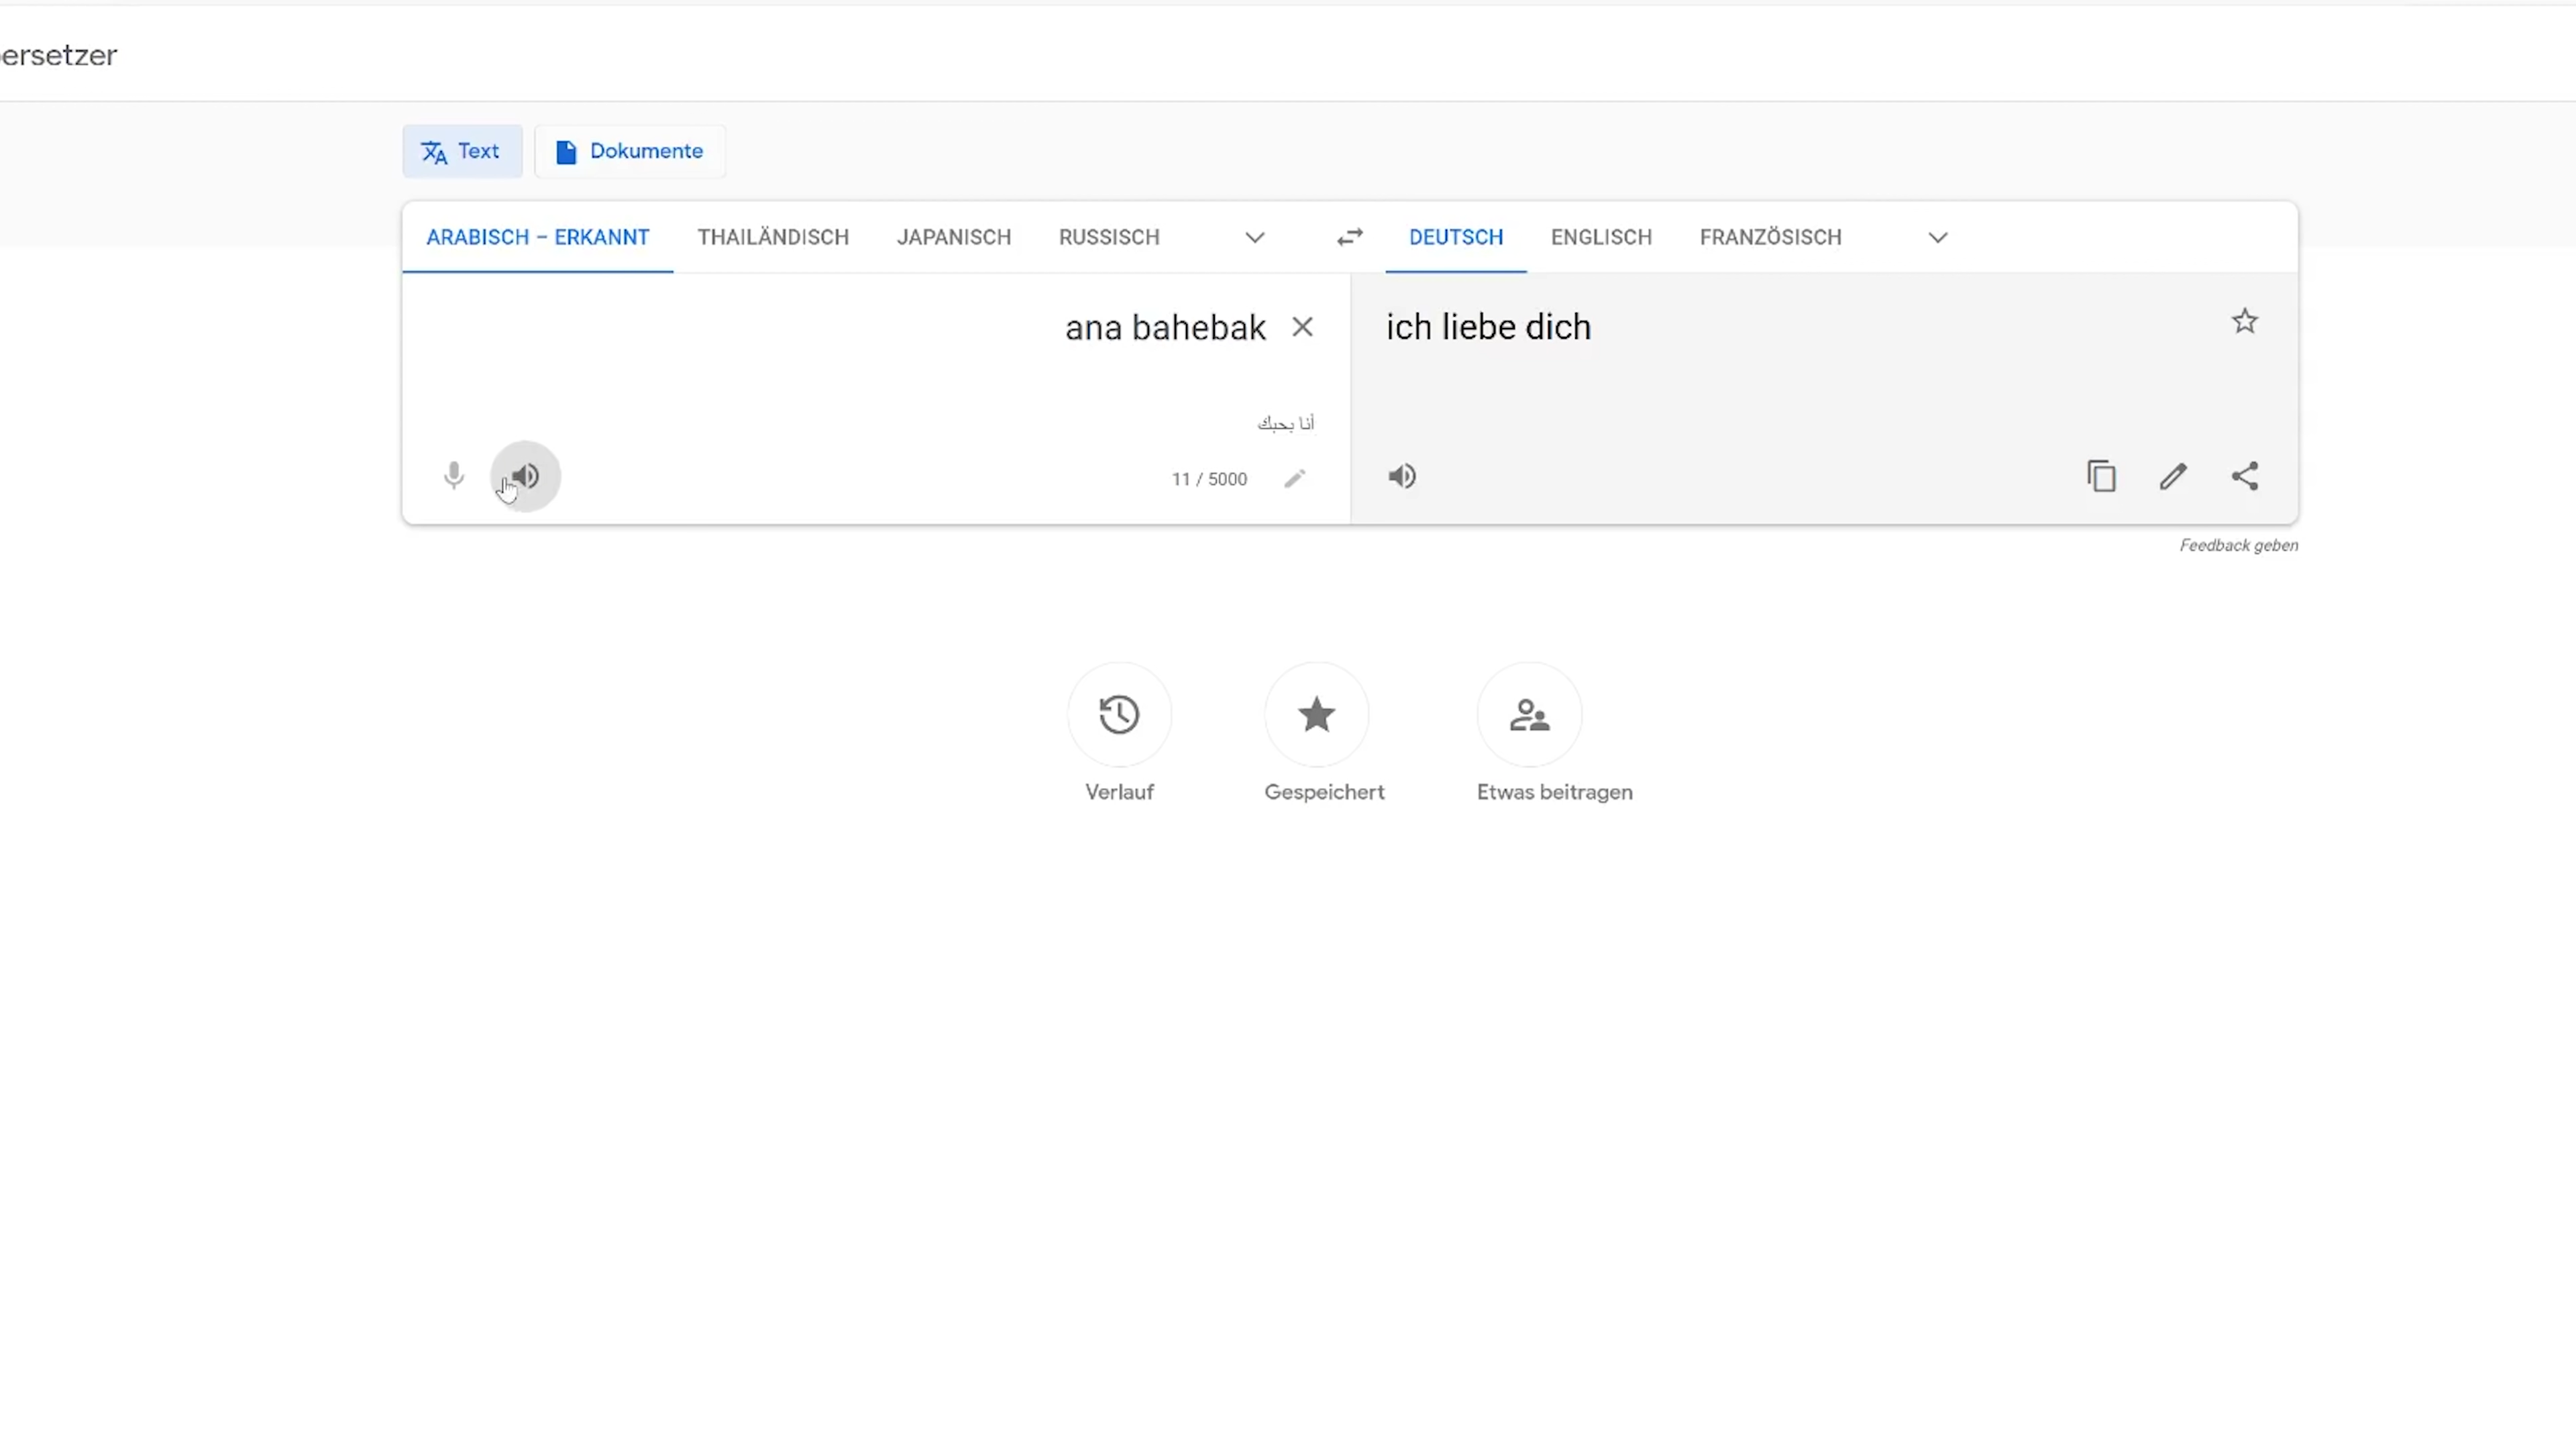 ersetzer
Text
Dokumente
ARABISCH – ERKANNT
THAILÄNDISCH
JAPANISCH
RUSSISCH
DEUTSCH
ENGLISCH
FRANZÖSISCH
ana bahebak
أنا بحبك
11 / 5000
ich liebe dich
Feedback geben
Verlauf
Gespeichert
Etwas beitragen